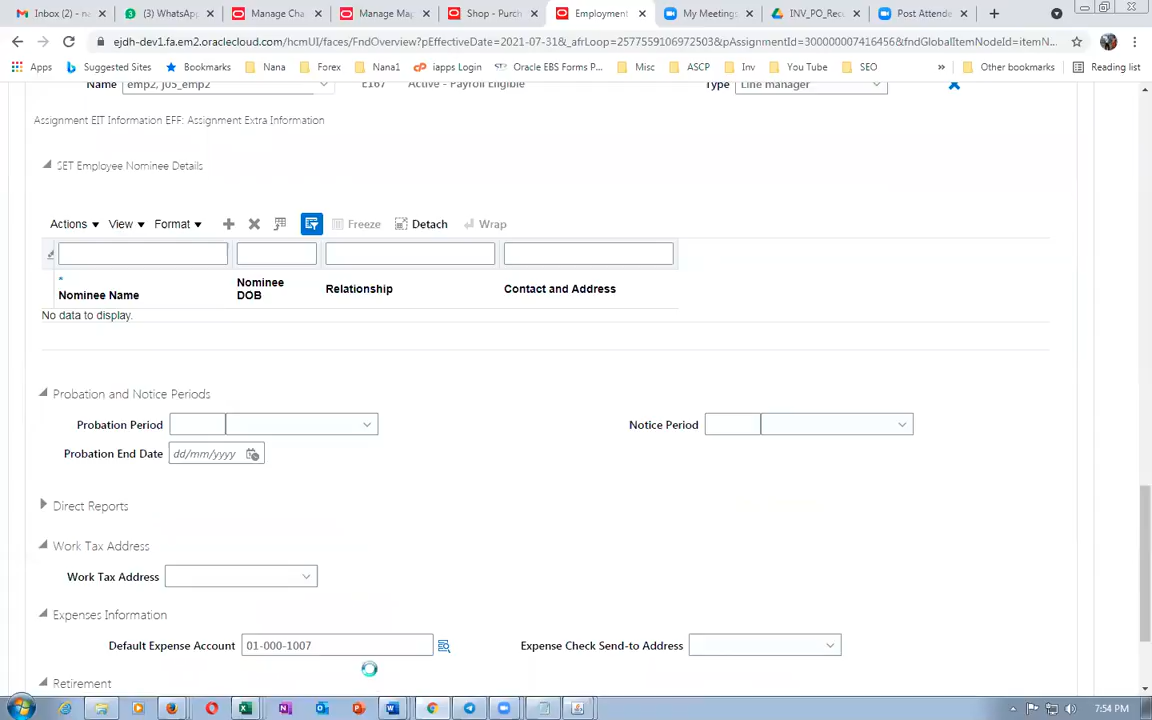 Inbox (2) - n
(3) WhatsApp
Manage Cha
Manage Map
Shop - Purch
Employment
My Meetings
INV_PO_Recu
Post Attende
ejdh-dev1.fa.em2.oraclecloud.com/hcmUI/faces/FndOverview?pEffectiveDate=2021-07-31&_afrLoop=2577559106972503&pAssignmentId=300000007416456&fndGlobalItemNodeId=itemN...
Apps Suggested Sites Bookmarks Nana Forex Nana1 iapps Login Oracle EBS Forms P... Misc ASCP Inv You Tube SEO » Other bookmarks Reading list
Name emp2, J05_emp2 E167 Active - Payroll Eligible Type Line manager
Assignment EIT Information EFF: Assignment Extra Information
SET Employee Nominee Details
Actions View Format Freeze Detach Wrap
Nominee Name Nominee DOB Relationship Contact and Address
No data to display.
Probation and Notice Periods
Probation Period Notice Period
Probation End Date dd/mm/yyyy
Direct Reports
Work Tax Address
Work Tax Address
Expenses Information
Default Expense Account 01-000-1007 Expense Check Send-to Address
Retirement
7:54 PM